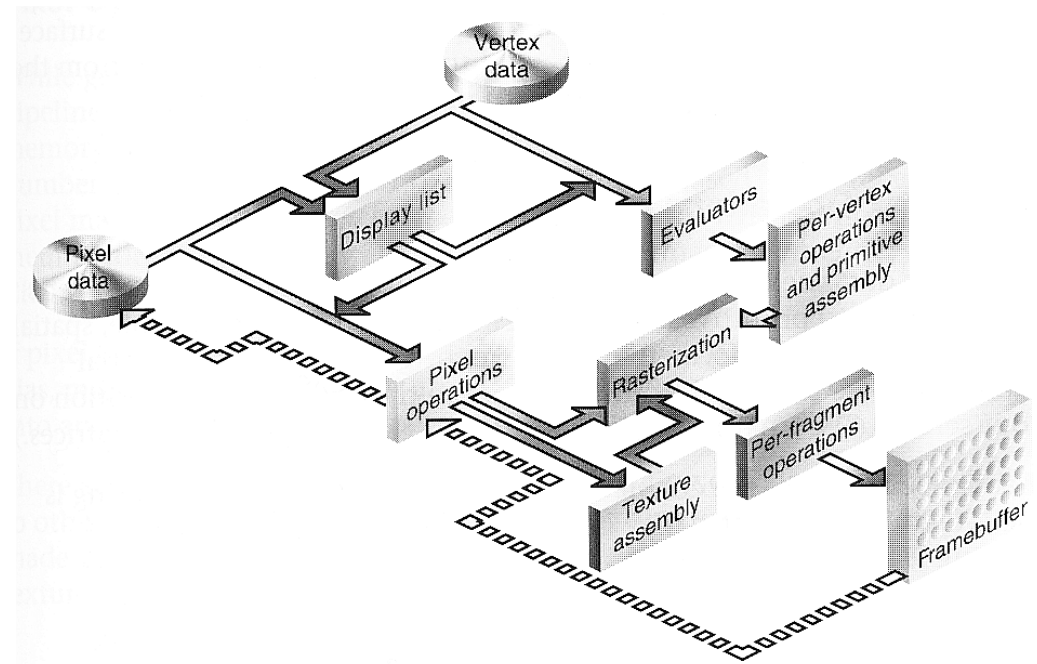 Vertex
data
Display list
Evaluators
Per-vertex
operations
and primitive
assembly
Pixel
data
Pixel
operations
Rasterization
Per-fragment
operations
Texture
assembly
Framebuffer